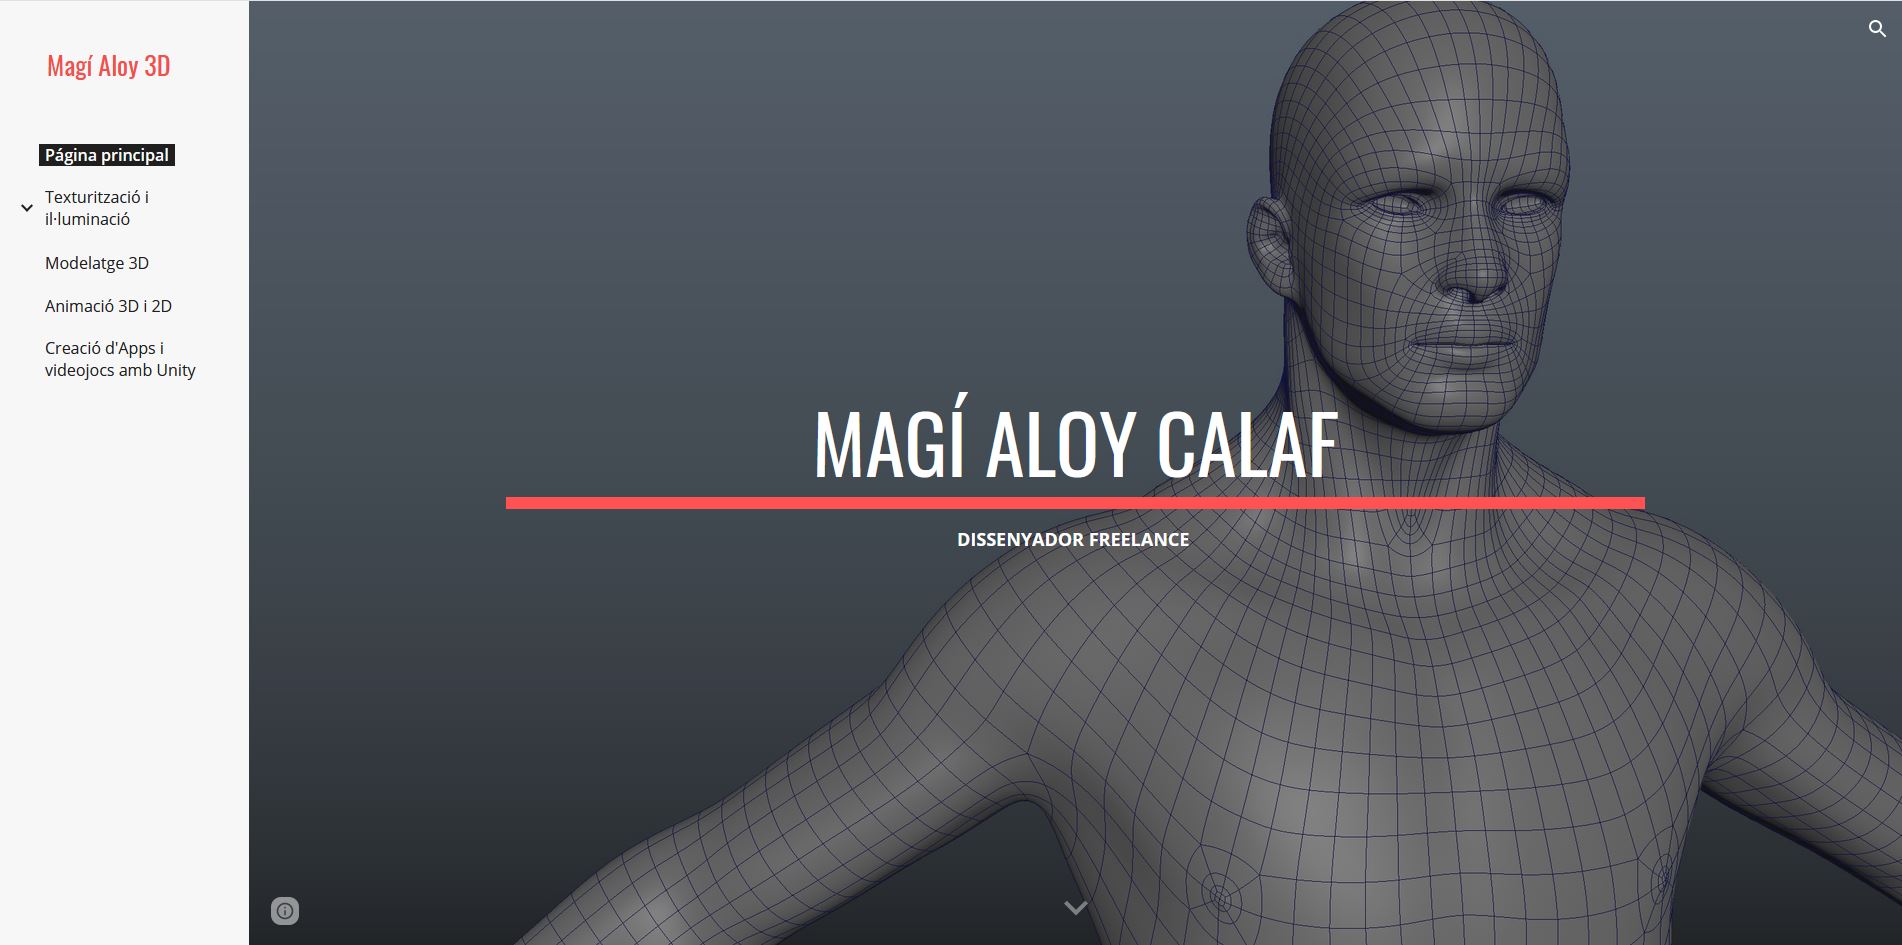 Magí Aloy 3D
Página principal
Texturització i
il·luminació
Modelatge 3D
Animació 3D i 2D
Creació d'Apps i
videojocs amb Unity
MAGÍ ALOY CALAF
DISSENYADOR FREELANCE